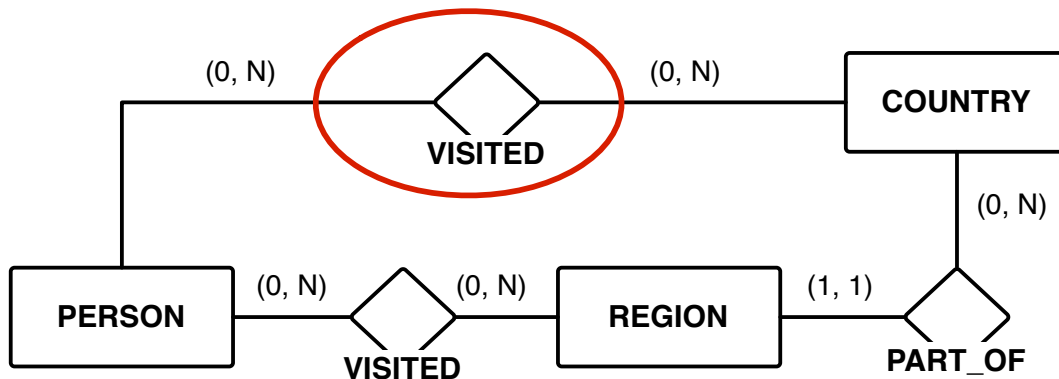 (0, N)
(0, N)
COUNTRY
VISITED
(0, N)
PERSON
(0, N)
(0, N)
REGION
(1, 1)
VISITED
PART_OF